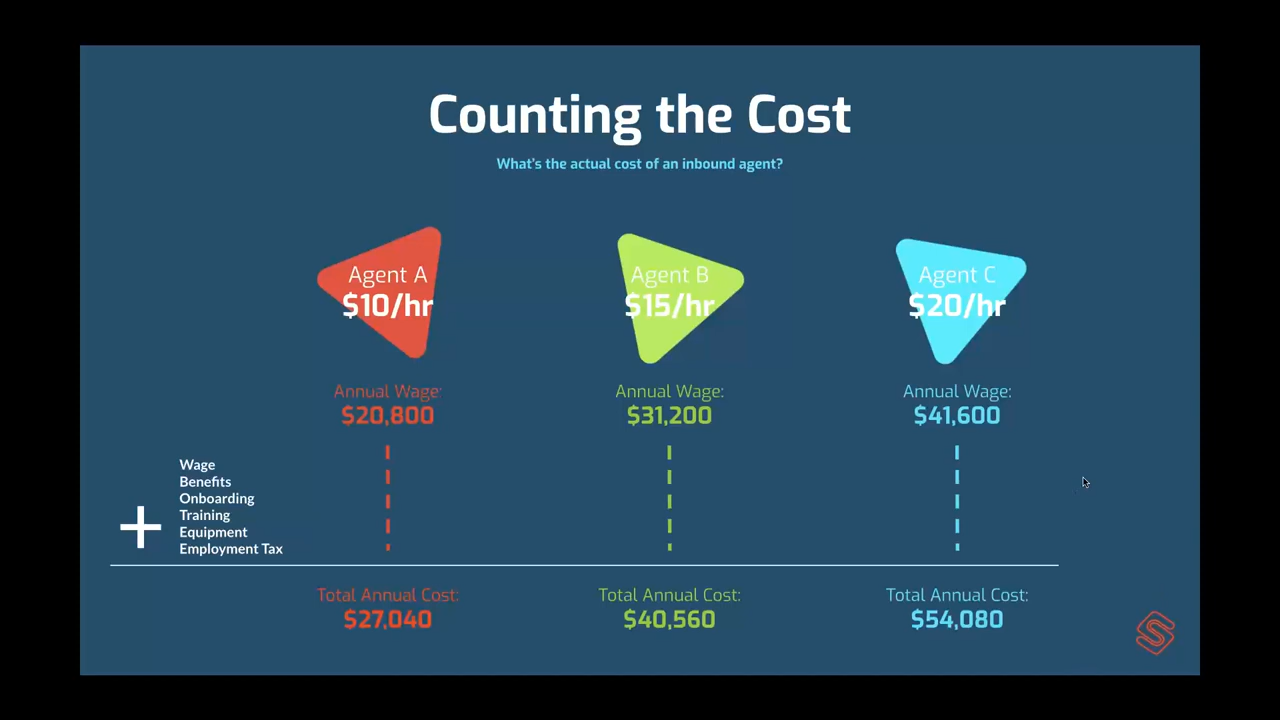 Counting the Cost
What's the actual cost of an inbound agent?
Agent A
$10/hr
Agent B
$15/hr
Agent C
$20/hr
Annual Wage:
$20,800
Annual Wage:
$31,200
Annual Wage:
$41,600
+
Wage
Benefits
Onboarding
Training
Equipment
Employment Tax
Total Annual Cost:
$27,040
Total Annual Cost:
$40,560
Total Annual Cost:
$54,080